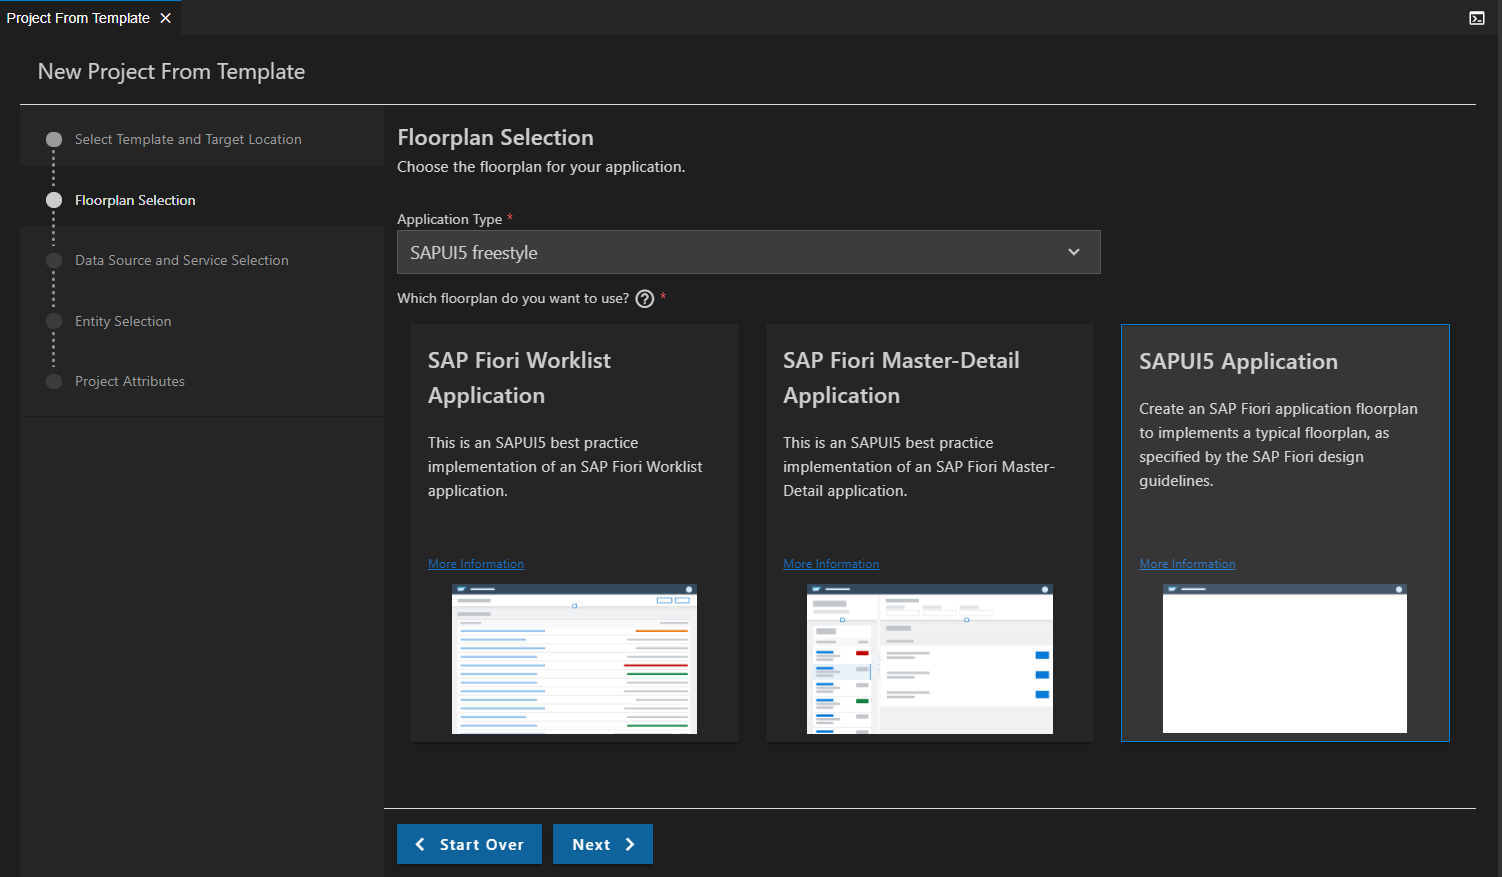 Project From Template
New Project From Template
Select Template and Target Location
Floorplan Selection
Data Source and Service Selection
Entity Selection
Project Attributes
Floorplan Selection
Choose the floorplan for your application.
Application Type *
SAPUI5 freestyle
Which floorplan do you want to use? ? *
SAP Fiori Worklist
Application
This is an SAPUI5 best practice
implementation of an SAP Fiori Worklist
application.
More Information
SAP Fiori Master-Detail
Application
This is an SAPUI5 best practice
implementation of an SAP Fiori Master-
Detail application.
More Information
SAPUI5 Application
Create an SAP Fiori application floorplan
to implements a typical floorplan, as
specified by the SAP Fiori design
guidelines.
More Information
Start Over
Next